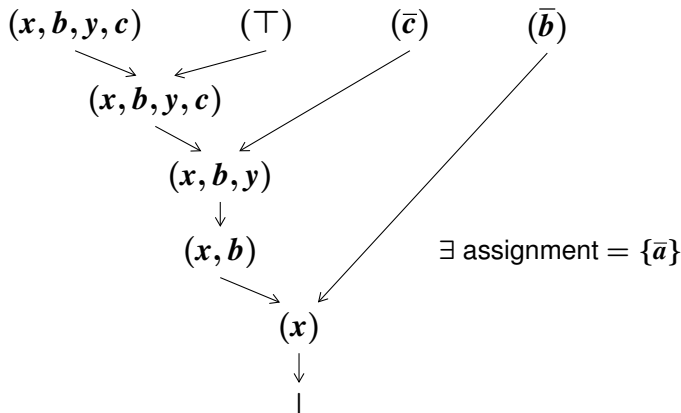 (x, b, y, c) (⊤) (c̅) (b̅)
(x, b, y, c)
(x, b, y)
(x, b) ∃ assignment = {a̅}
(x)